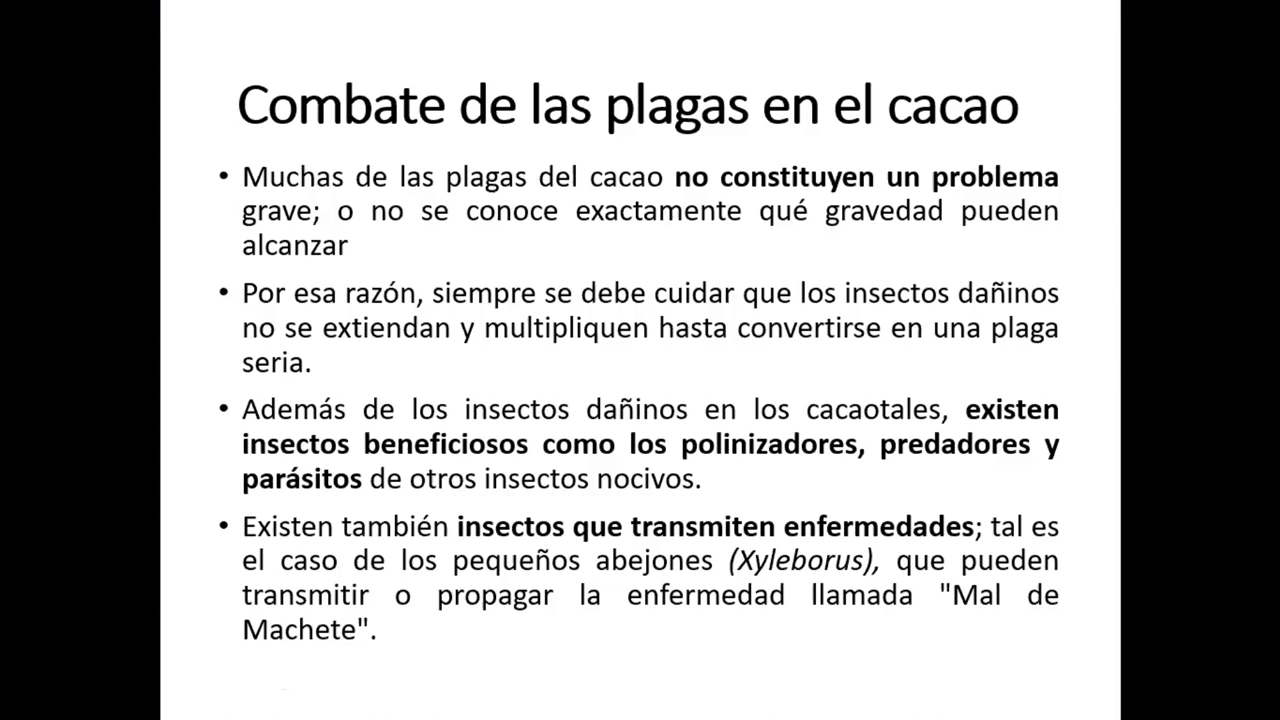 Combate de las plagas en el cacao
• Muchas de las plagas del cacao no constituyen un problema
grave; o no se conoce exactamente qué gravedad pueden
alcanzar
• Por esa razón, siempre se debe cuidar que los insectos dañinos
no se extiendan y multipliquen hasta convertirse en una plaga
seria.
• Además de los insectos dañinos en los cacaotales, existen
insectos beneficiosos como los polinizadores, predadores y
parásitos de otros insectos nocivos.
• Existen también insectos que transmiten enfermedades; tal es
el caso de los pequeños abejones (Xyleborus), que pueden
transmitir o propagar la enfermedad llamada "Mal de
Machete".